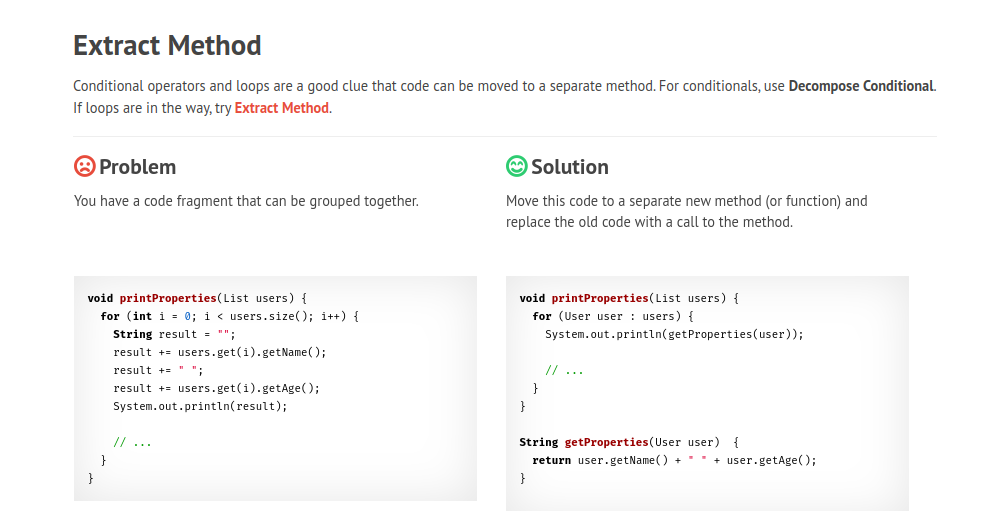 Extract Method
Conditional operators and loops are a good clue that code can be moved to a separate method. For conditionals, use Decompose Conditional.
If loops are in the way, try Extract Method.
Problem
You have a code fragment that can be grouped together.
void printProperties(List users) {
  for (int i = 0; i < users.size(); i++) {
    String result = "";
    result += users.get(i).getName();
    result += " ";
    result += users.get(i).getAge();
    System.out.println(result);

    // ...
  }
}
Solution
Move this code to a separate new method (or function) and
replace the old code with a call to the method.
void printProperties(List users) {
  for (User user : users) {
    System.out.println(getProperties(user));

    // ...
  }
}

String getProperties(User user)  {
  return user.getName() + " " + user.getAge();
}